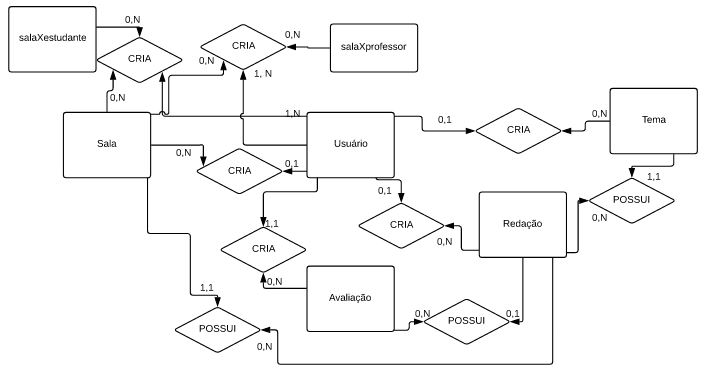 0,N
salaXestudante
0,N
CRIA
salaXprofessor
CRIA
0,N
1, N
0,N
1,N
0,N
Tema
0,1
CRIA
Sala
Usuário
0,N
0,1
CRIA
1,1
0,1
POSSUI
0,N
Redação
CRIA
1,1
0,N
CRIA
0,N
1,1
Avaliação
0,N
0,1
POSSUI
POSSUI
0,N